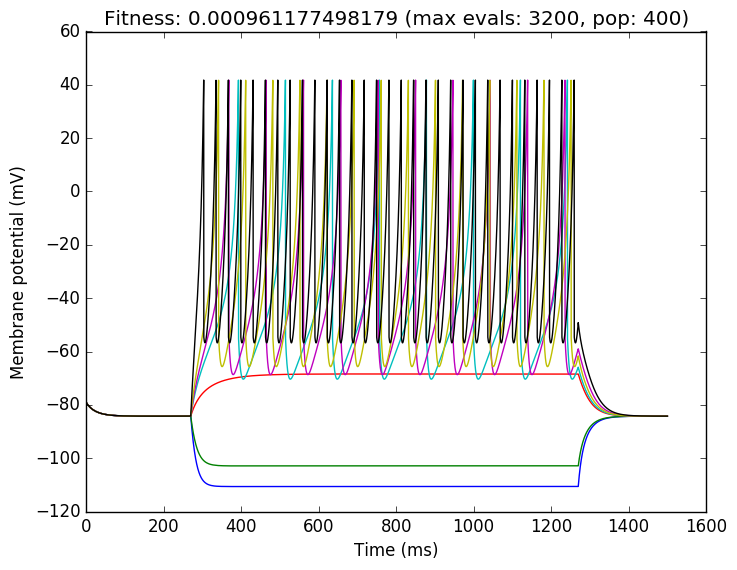 Fitness: 0.000961177498179 (max evals: 3200, pop: 400)
60
40
20
0
−20
−40
−60
−80
−100
−120
Membrane potential (mV)
0 200 400 600 800 1000 1200 1400 1600
Time (ms)